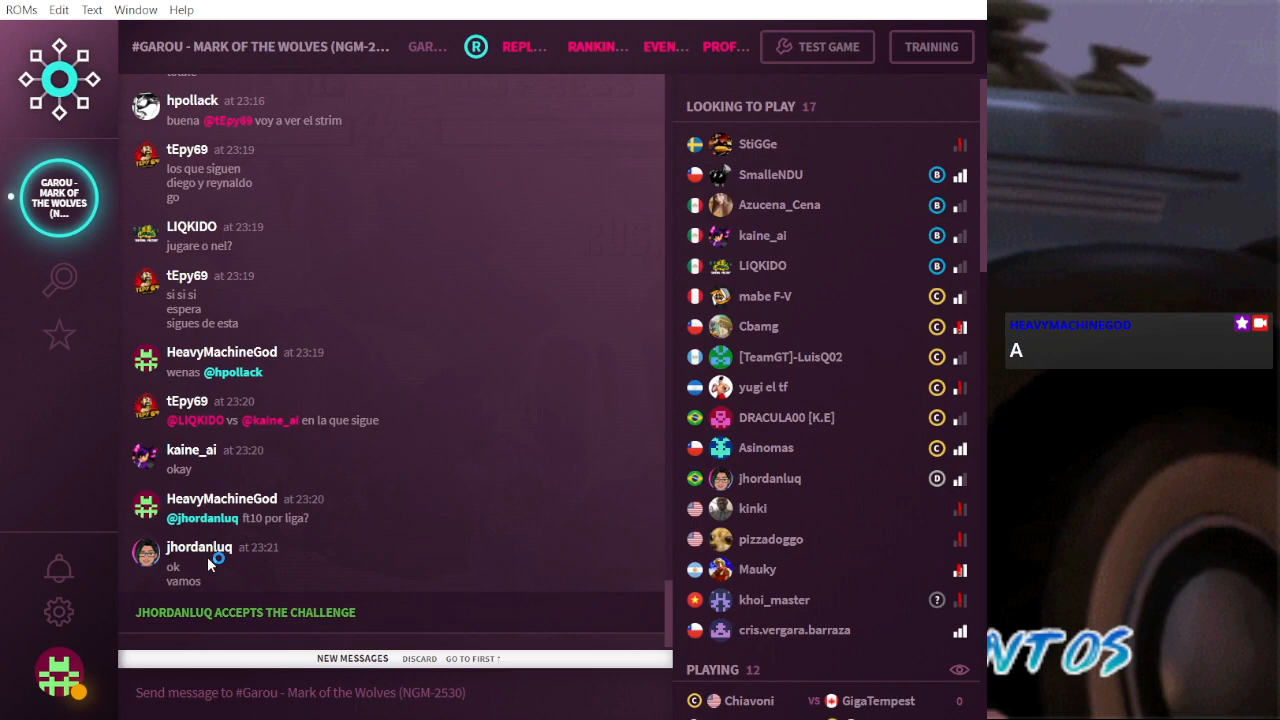 ROMs Edit Text Window Help
#GAROU - MARK OF THE WOLVES (NGM-2... GAR... R REPL... RANKIN... EVEN... PROF... TEST GAME TRAINING
GAROU -
MARK OF
THE WOLVES
(N...
hpollack at 23:16
buena @tEpy69 voy a ver el strim
tEpy69 at 23:19
los que siguen
diego y reynaldo
go
LIQKIDO at 23:19
jugare o nel?
tEpy69 at 23:19
si si si
espera
sigues de esta
HeavyMachineGod at 23:19
wenas @hpollack
tEpy69 at 23:20
@LIQKIDO vs @kaine_ai en la que sigue
kaine_ai at 23:20
okay
HeavyMachineGod at 23:20
@jhordanluq ft10 por liga?
jhordanluq at 23:21
ok
vamos
JHORDANLUQ ACCEPTS THE CHALLENGE
NEW MESSAGES DISCARD GO TO FIRST ↑
Send message to #Garou - Mark of the Wolves (NGM-2530)
LOOKING TO PLAY 17
StiGGe
SmalleNDU B
Azucena_Cena B
kaine_ai B
LIQKIDO B
mabe F-V C
Cbamg C
[TeamGT]-LuisQ02 C
yugi el tf C
DRACULA00 [K.E] C
Asinomas C
jhordanluq D
kinki
pizzadoggo
Mauky
khoi_master ?
cris.vergara.barraza
PLAYING 12
C Chiavoni VS GigaTempest 0
HEAVYMACHINEGOD
A
NTOS